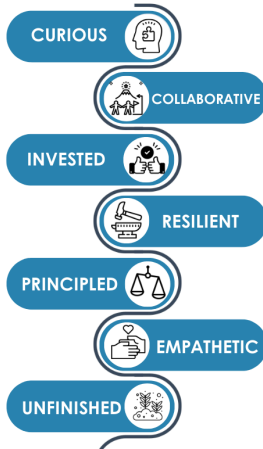 CURIOUS
COLLABORATIVE
INVESTED
RESILIENT
PRINCIPLED
EMPATHETIC
UNFINISHED